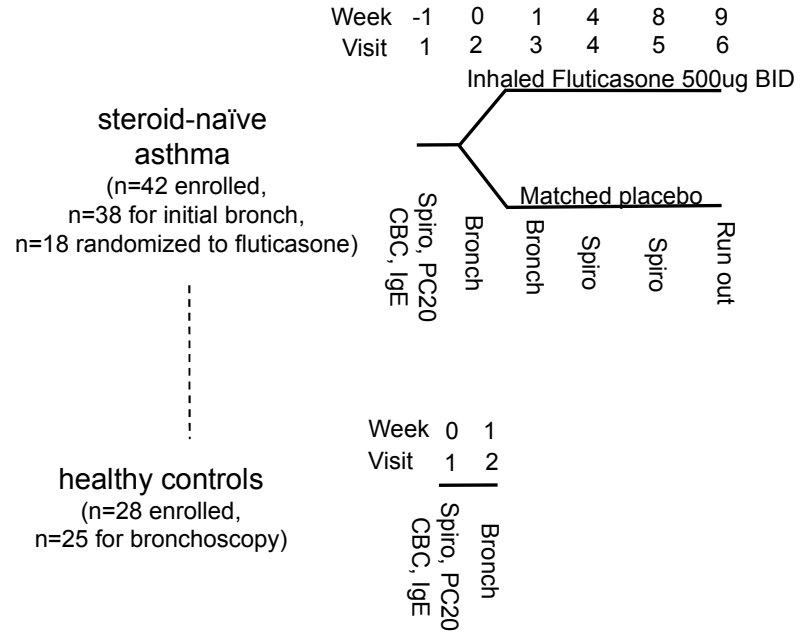 Week -1 0 1 4 8 9
Visit 1 2 3 4 5 6
Inhaled Fluticasone 500ug BID
steroid-naïve
asthma
(n=42 enrolled,
n=38 for initial bronch,
n=18 randomized to fluticasone)
Matched placebo
Spiro, PC20
CBC, IgE
Bronch
Bronch
Spiro
Spiro
Run out
Week 0 1
Visit 1 2
healthy controls
(n=28 enrolled,
n=25 for bronchoscopy)
Spiro, PC20
CBC, IgE
Bronch